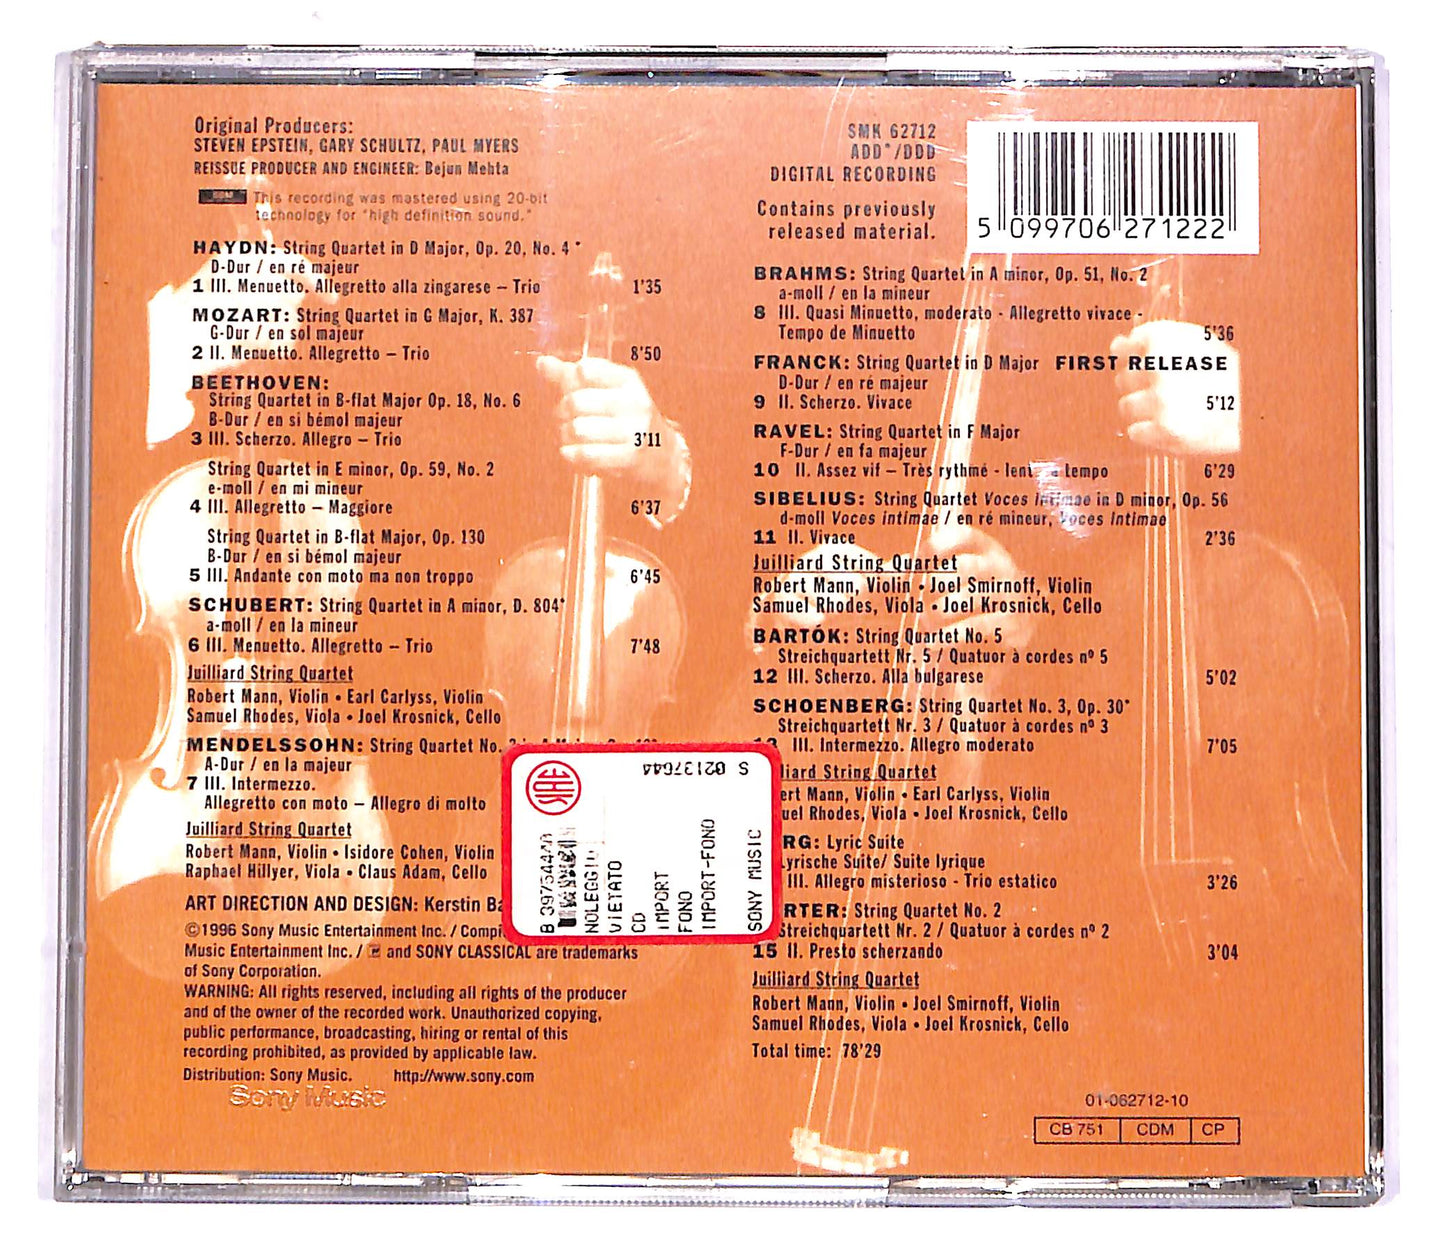 Original Producers:
STEVEN EPSTEIN, GARY SCHULTZ, PAUL MYERS
REISSUE PRODUCER AND ENGINEER: Bejun Mehta
SBM This recording was mastered using 20-bit
technology for "high definition sound."
HAYDN: String Quartet in D Major, Op. 20, No. 4*
D-Dur / en ré majeur
1 III. Menuetto. Allegretto alla zingarese – Trio 1'35
MOZART: String Quartet in G Major, K. 387
G-Dur / en sol majeur
2 II. Menuetto. Allegretto – Trio 8'50
BEETHOVEN:
String Quartet in B-flat Major Op. 18, No. 6
B-Dur / en si bémol majeur
3 III. Scherzo. Allegro – Trio 3'11
String Quartet in E minor, Op. 59, No. 2
e-moll / en mi mineur
4 III. Allegretto – Maggiore 6'37
String Quartet in B-flat Major, Op. 130
B-Dur / en si bémol majeur
5 III. Andante con moto ma non troppo 6'45
SCHUBERT: String Quartet in A minor, D. 804*
a-moll / en la mineur
6 III. Menuetto. Allegretto – Trio 7'48
Juilliard String Quartet
Robert Mann, Violin • Earl Carlyss, Violin
Samuel Rhodes, Viola • Joel Krosnick, Cello
MENDELSSOHN: String Quartet No.
A-Dur / en la majeur
7 III. Intermezzo.
Allegretto con moto – Allegro di molto
Juilliard String Quartet
Robert Mann, Violin • Isidore Cohen, Violin
Raphael Hillyer, Viola • Claus Adam, Cello
ART DIRECTION AND DESIGN: Kerstin
©1996 Sony Music Entertainment Inc. /
Music Entertainment Inc. / and SONY CLASSICAL are trademarks
of Sony Corporation.
WARNING: All rights reserved, including all rights of the producer
and of the owner of the recorded work. Unauthorized copying,
public performance, broadcasting, hiring or rental of this
recording prohibited, as provided by applicable law.
Distribution: Sony Music. http://www.sony.com
Sony Music
SMK 62712
ADD*/DDD
DIGITAL RECORDING
Contains previously
released material.
5 099706 271222
BRAHMS: String Quartet in A minor, Op. 51, No. 2
a-moll / en la mineur
8 III. Quasi Minuetto, moderato - Allegretto vivace -
Tempo de Minuetto 5'36
FRANCK: String Quartet in D Major FIRST RELEASE
D-Dur / en ré majeur
9 II. Scherzo. Vivace 5'12
RAVEL: String Quartet in F Major
F-Dur / en fa majeur
10 II. Assez vif – Très rythmé - tempo 6'29
SIBELIUS: String Quartet Voces Intimae in D minor, Op. 56
d-moll Voces intimae / en ré mineur, Voces Intimae
11 II. Vivace 2'36
Juilliard String Quartet
Robert Mann, Violin • Joel Smirnoff, Violin
Samuel Rhodes, Viola • Joel Krosnick, Cello
BARTÓK: String Quartet No. 5
Streichquartett Nr. 5 / Quatuor à cordes nº 5
12 III. Scherzo. Alla bulgarese 5'02
SCHOENBERG: String Quartet No. 3, Op. 30*
Streichquartett Nr. 3 / Quatuor à cordes nº 3
13 III. Intermezzo. Allegro moderato 7'05
String Quartet
Mann, Violin • Earl Carlyss, Violin
Rhodes, Viola • Joel Krosnick, Cello
Lyric Suite
Lyrische Suite/ Suite lyrique
III. Allegro misterioso - Trio estatico 3'26
String Quartet No. 2
Streichquartett Nr. 2 / Quatuor à cordes nº 2
15 II. Presto scherzando 3'04
Juilliard String Quartet
Robert Mann, Violin • Joel Smirnoff, Violin
Samuel Rhodes, Viola • Joel Krosnick, Cello
Total time: 78'29
01-062712-10
CB 751 CDM CP
SIAE
S 02137644
NOLEGGIO
VIETATO
CD
IMPORT
FONO
IMPORT-FONO
SONY MUSIC